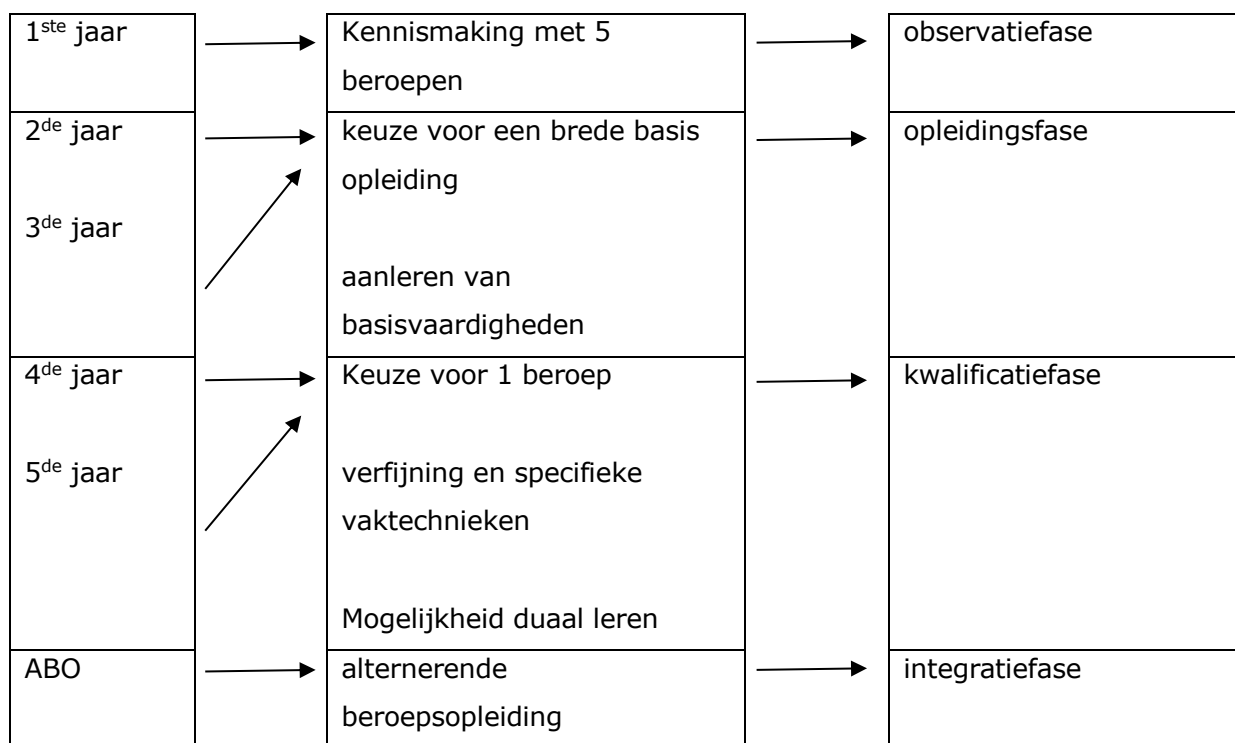 1ste jaar
Kennismaking met 5
beroepen
observatiefase
2de jaar
3de jaar
keuze voor een brede basis
opleiding
aanleren van
basisvaardigheden
opleidingsfase
4de jaar
5de jaar
Keuze voor 1 beroep
verfijning en specifieke
vaktechnieken
Mogelijkheid duaal leren
kwalificatiefase
ABO
alternerende
beroepsopleiding
integratiefase